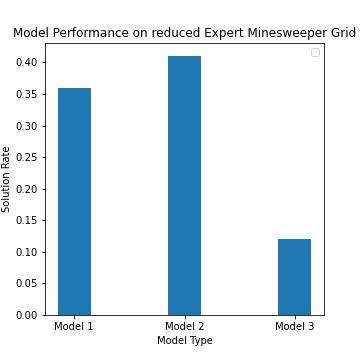 Model Performance on reduced Expert Minesweeper Grid
0.40
0.35
0.30
0.25
0.20
0.15
0.10
0.05
0.00
Solution Rate
Model 1
Model 2
Model 3
Model Type